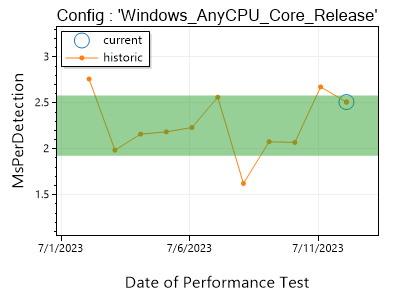 Config : 'Windows_AnyCPU_Core_Release'
current
historic
3
2.5
2
1.5
MsPerDetection
7/1/2023
7/6/2023
7/11/2023
Date of Performance Test